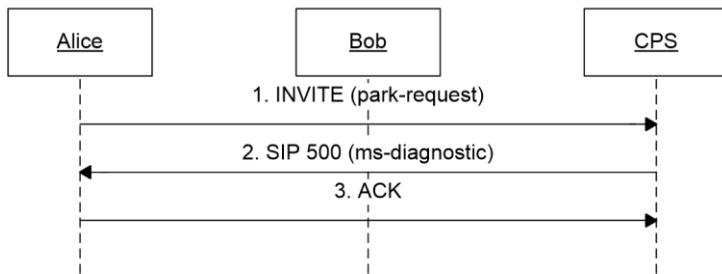 Alice
Bob
CPS
1. INVITE (park-request)
2. SIP 500 (ms-diagnostic)
3. ACK